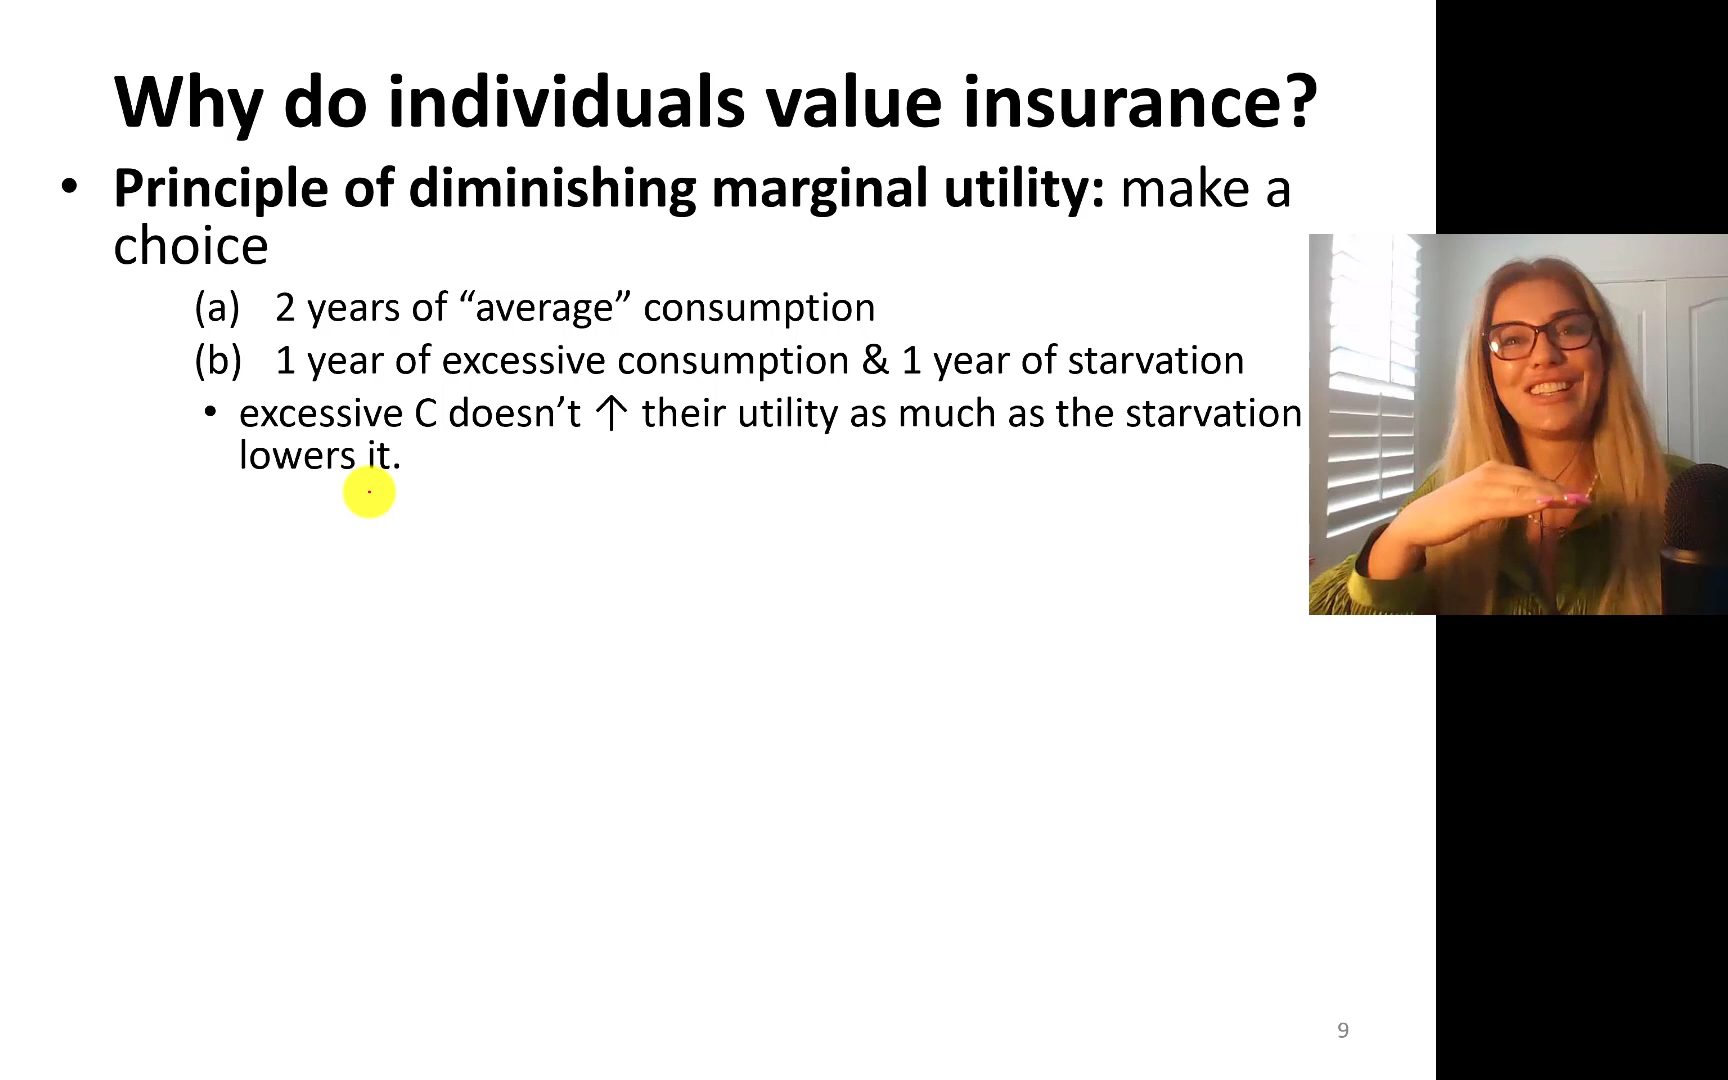 Why do individuals value insurance?
• Principle of diminishing marginal utility: make a
choice
(a) 2 years of “average” consumption
(b) 1 year of excessive consumption & 1 year of starvation
• excessive C doesn’t ↑ their utility as much as the starvation
lowers it.
9